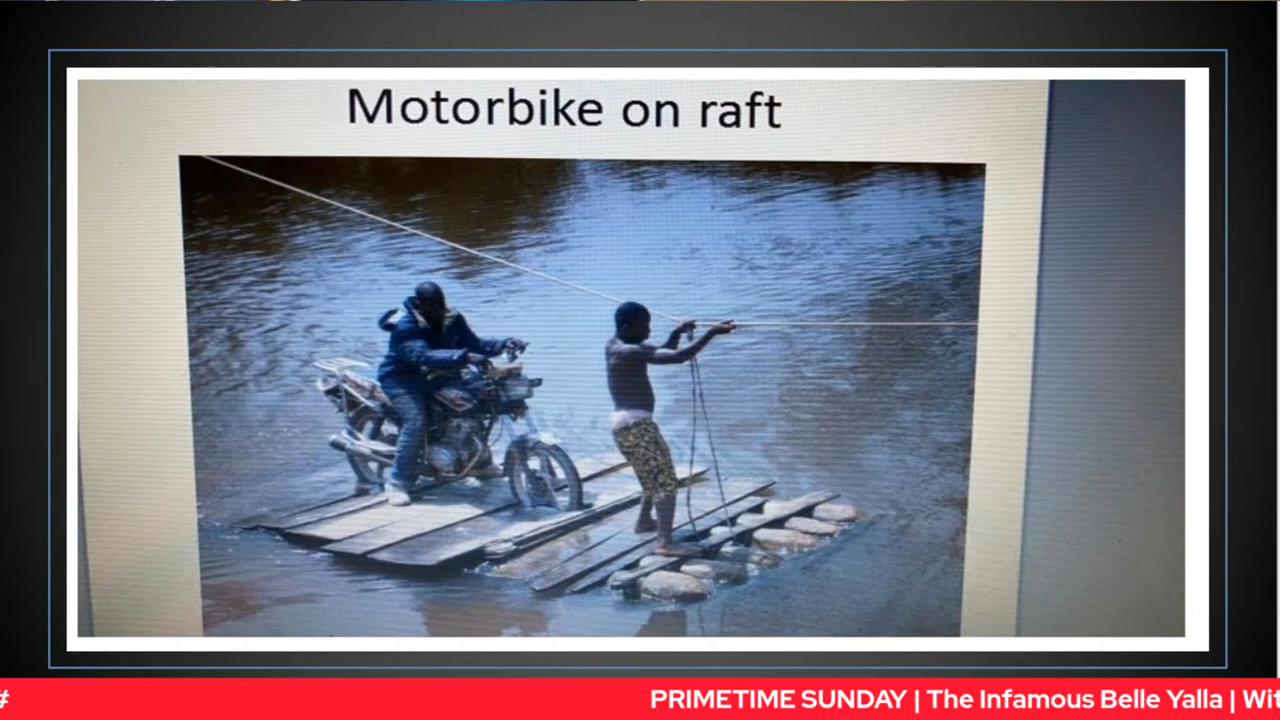 Motorbike on raft
# PRIMETIME SUNDAY | The Infamous Belle Yalla | Wit